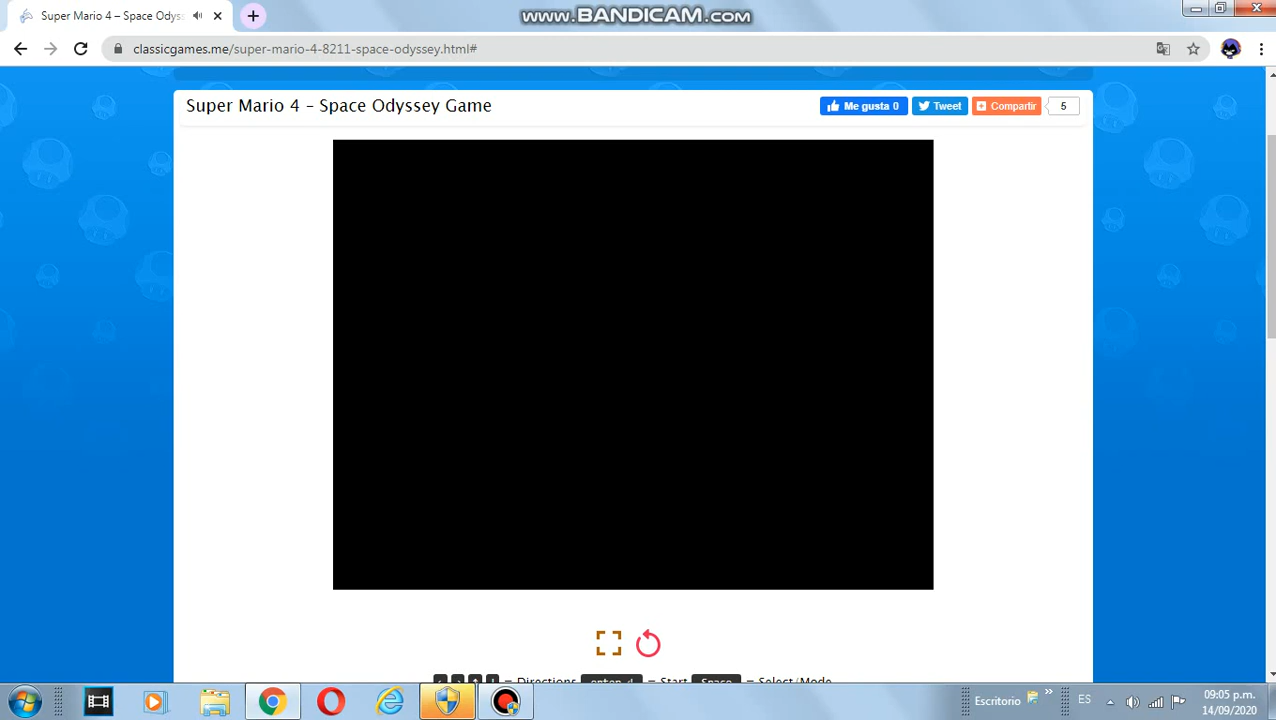 Super Mario 4 – Space Odyss
www.BANDICAM.com
classicgames.me/super-mario-4-8211-space-odyssey.html#
Super Mario 4 – Space Odyssey Game
Me gusta 0
Tweet
Compartir
5
= Directions enter = Start Space = Select/Mode
Escritorio
ES
09:05 p.m.
14/09/2020